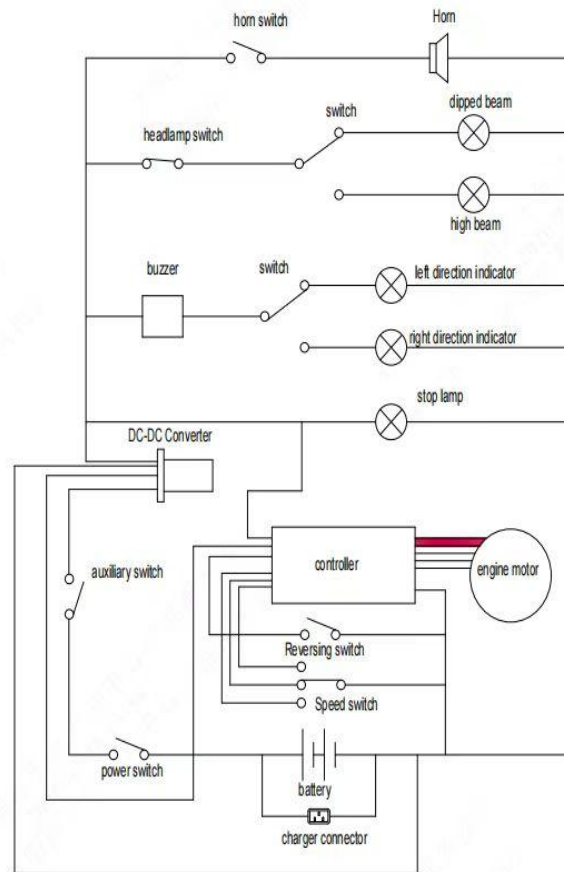 horn switch
Horn
dipped beam
switch
headlamp switch
high beam
buzzer
switch
left direction indicator
right direction indicator
stop lamp
DC-DC Converter
controller
engine motor
auxiliary switch
Reversing switch
Speed switch
power switch
battery
charger connector